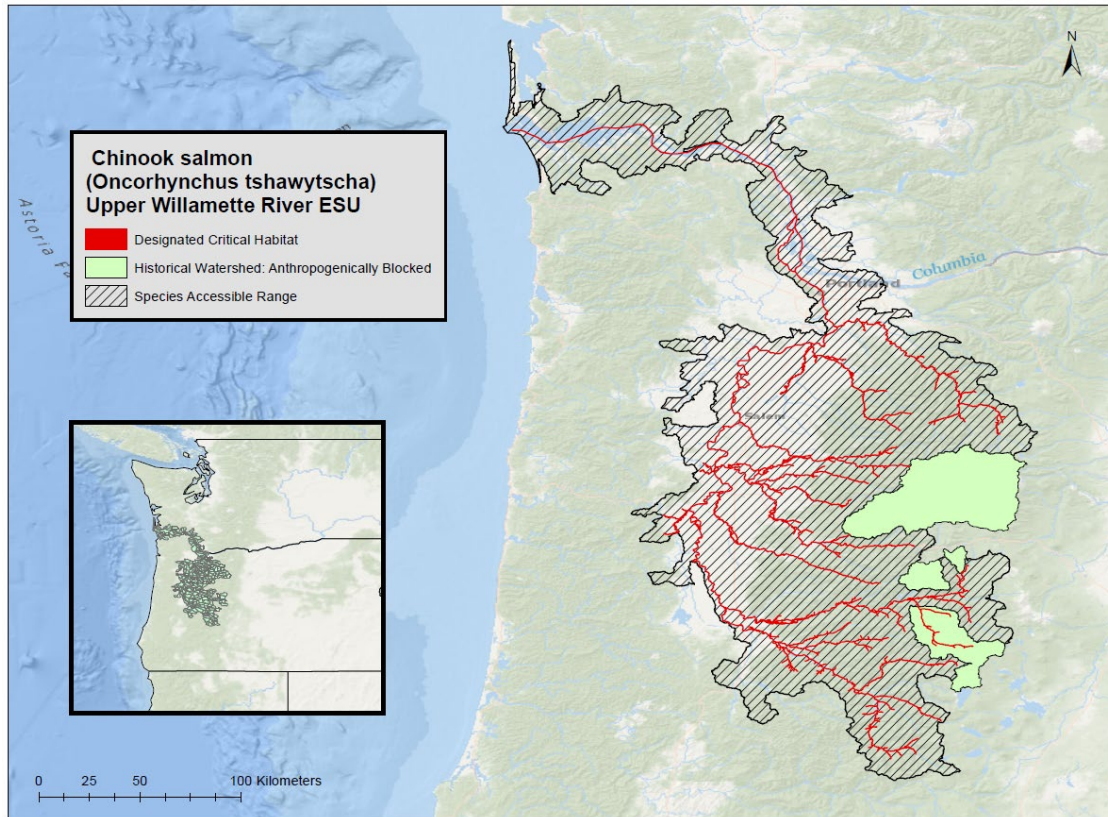 N
Chinook salmon
(Oncorhynchus tshawytscha)
Upper Willamette River ESU
Designated Critical Habitat
Historical Watershed: Anthropogenically Blocked
Species Accessible Range
Astoria
Columbia
Portland
Salem
0 25 50 100 Kilometers